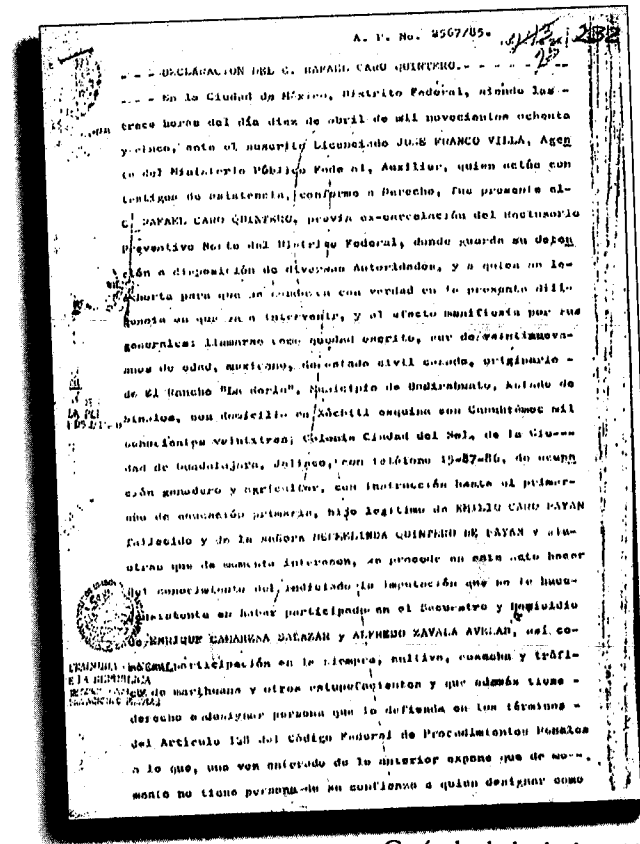 A. P. No. 2567/85.
232
- - - DECLARACION DEL C. RAFAEL CARO QUINTERO.- - - -
- - - - En la Ciudad de México, Distrito Federal, siendo las -
trece horas del día diez de abril de mil novecientos ochenta
y cinco, ante el suscrito Licenciado JOSE FRANCO VILLA, Agen
te del Ministerio Público Fede al, Auxiliar, quien actúa con
testigos de asistencia, conforme a Derecho, fue presente el-
C. RAFAEL CARO QUINTERO, previa ex-carcelación del Reclusorio
Preventivo Norte del Distrito Federal, donde guarda su deten
ción a disposición de diversas Autoridades, y a quien se le-
exhorta para que se conduzca con verdad en la presente dili-
gencia en que va a intervenir, y al efecto manifiesta por sus
generales: llamarse como quedad escrito, ser de veintinueve-
anos de edad, mexicano, de estado civil casado, originario -
de El Rancho "La Noria", Municipio de Badiraguato, Estado de
Sinaloa, con domicilio en Xóchitl esquina con Cuauhtémoc mil
ochocientos veintitres, Colonia Ciudad del Sol, de la Ciu---
dad de Guadalajara, Jalisco, con teléfono 15-87-86, de ocupa
ción ganadero y agricultor, con instrucción hasta el primer-
año de educación primaria, hijo legítimo de EMILIO CARO PAYAN
fallecido y de la señora HERMELINDA QUINTERO DE PAYAN y sin-
otras que de momento interesen, se procede en este acto hacer
del conocimiento del indiciado la imputación que se le hace-
consistente en haber participado en el Secuestro y Homicidio
de ENRIQUE CAMARENA SALAZAR y ALFREDO ZAVALA AVELAR, así co-
participación en la siempra, cultivo, cosecha y tráfi-
co de marihuana y otros estupefacientes y que además tiene -
derecho a designar persona que lo defienda en los términos -
del Artículo 128 del Código Federal de Procedimientos Penales
a lo que, una vez enterado de lo anterior expone que de mo--
mento no tiene persona de su confianza a quien designar como